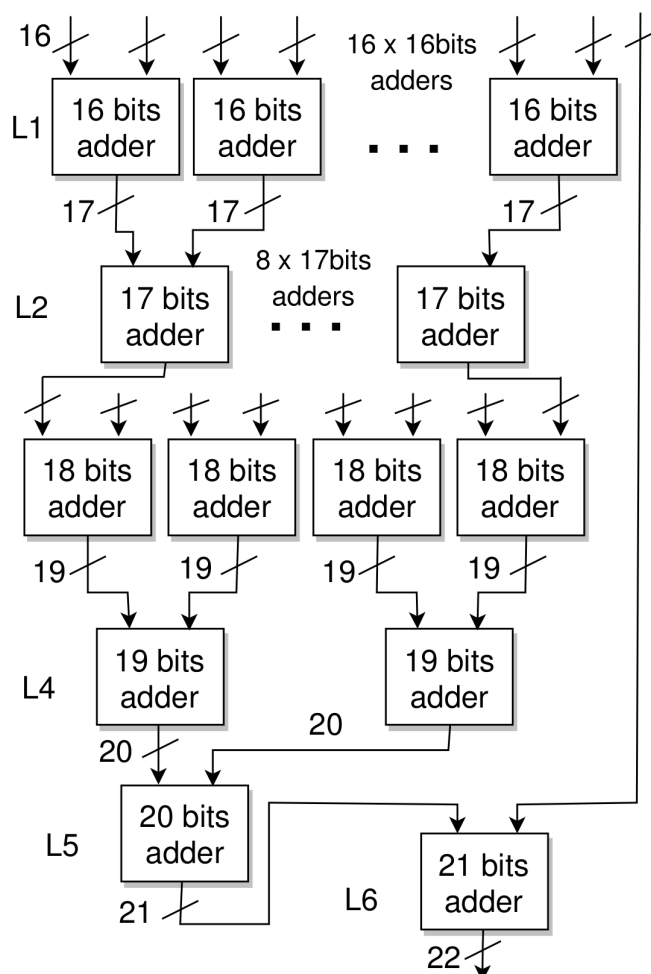 16
16 x 16bits
adders
L1
16 bits
adder
16 bits
adder
16 bits
adder
17
17
17
8 x 17bits
adders
L2
17 bits
adder
17 bits
adder
18 bits
adder
18 bits
adder
18 bits
adder
18 bits
adder
19
19
19
19
L4
19 bits
adder
19 bits
adder
20
20
L5
20 bits
adder
21 bits
adder
21
L6
22